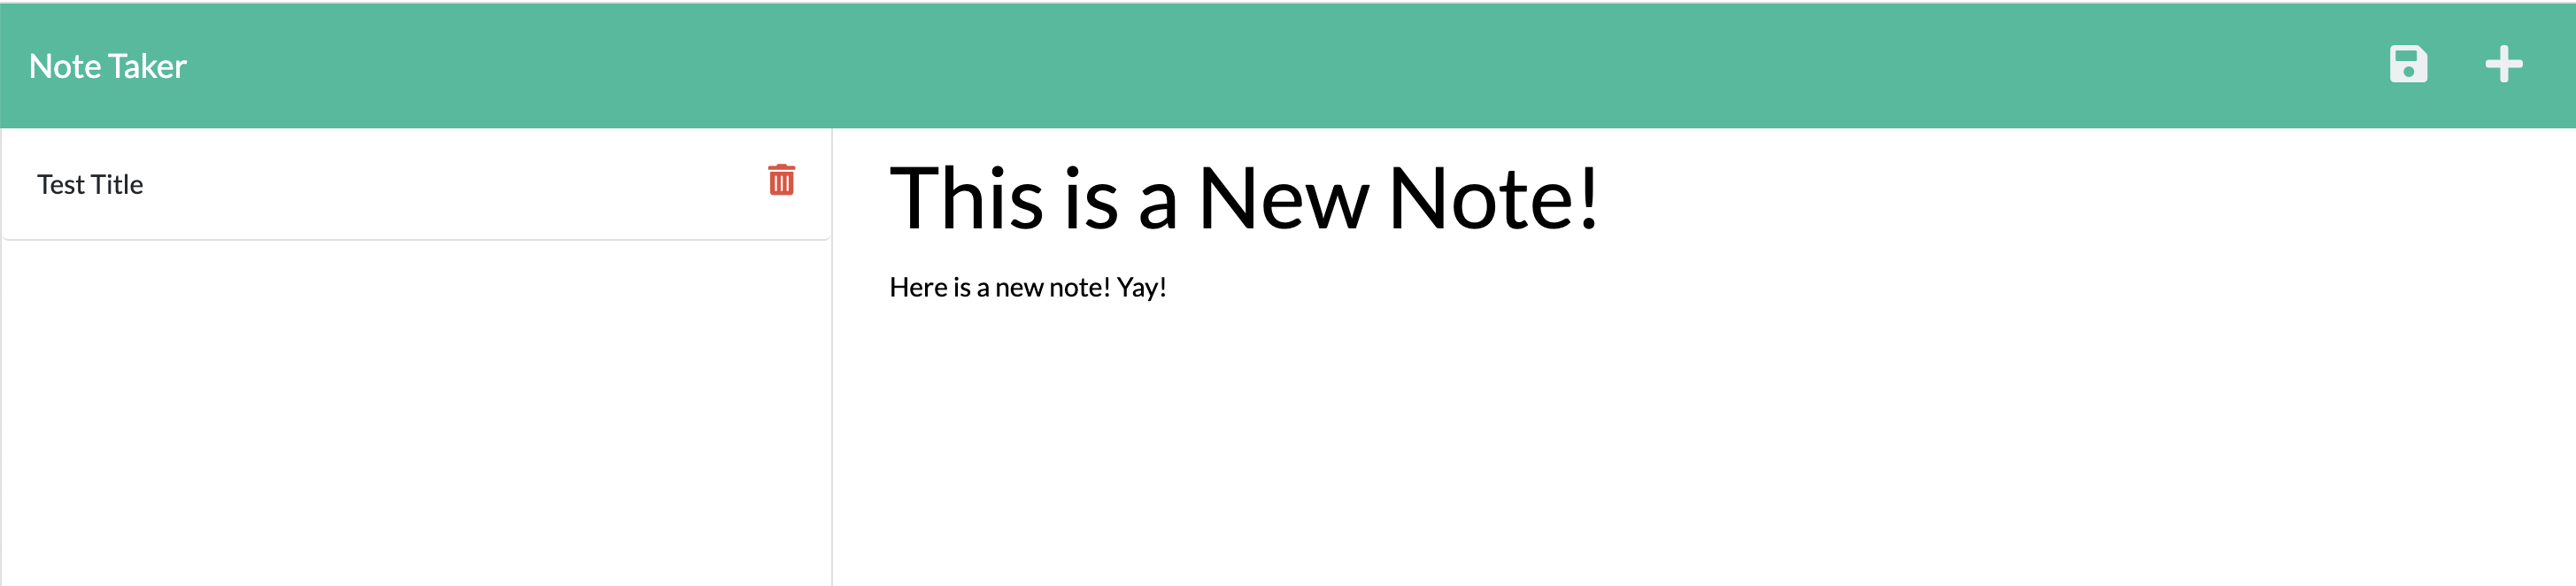 Note Taker
Test Title
This is a New Note!
Here is a new note! Yay!